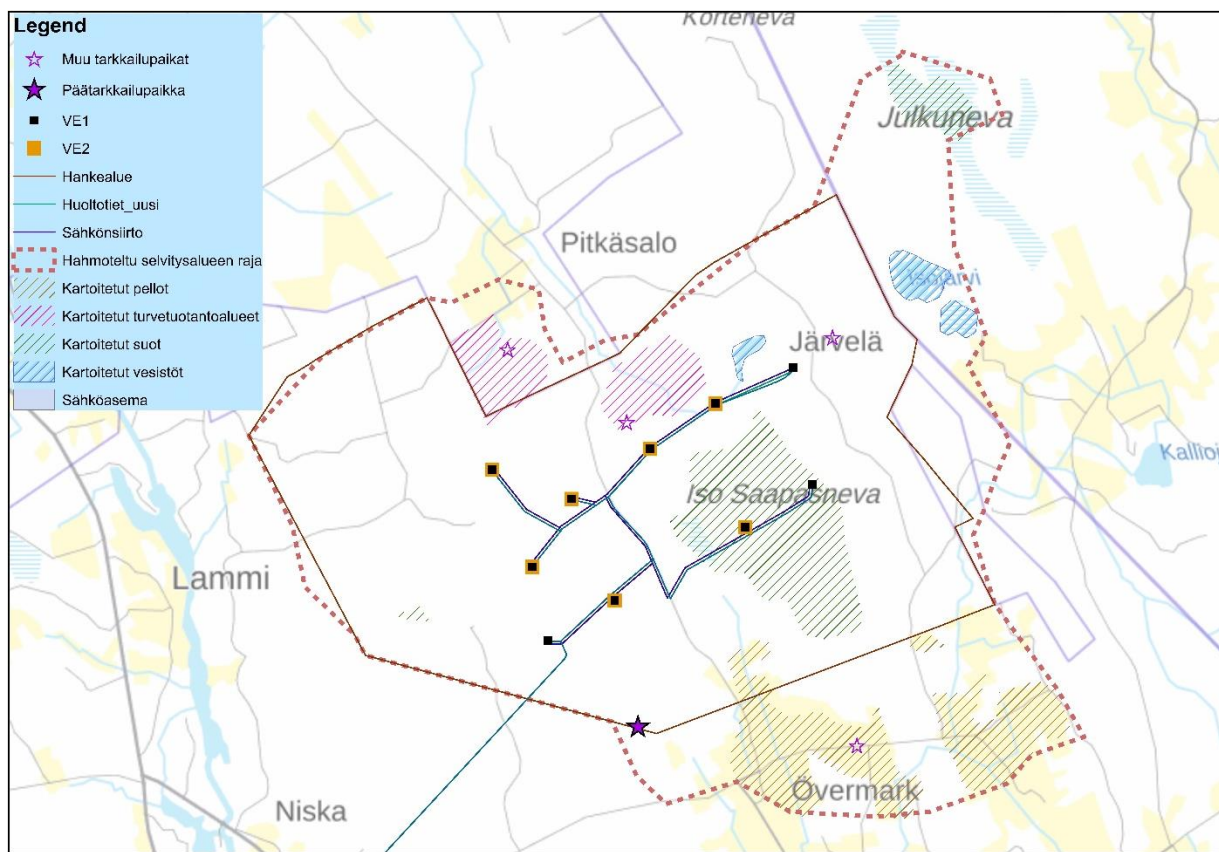 Legend
Muu tarkkailupaikat
Päätarkkailupaikka
VE1
VE2
Hankealue
Huoltotiet_uusi
Sähkönsiirto
Hahmoteltu selvitysalueen raja
Kartoitetut pellot
Kartoitetut turvetuotantoalueet
Kartoitetut suot
Kartoitetut vesistöt
Sähköasema
Korteneva
Julkuneva
Pitkäsalo
Isojärvi
Järvelä
Iso Saapasneva
Lammi
Övermark
Niska